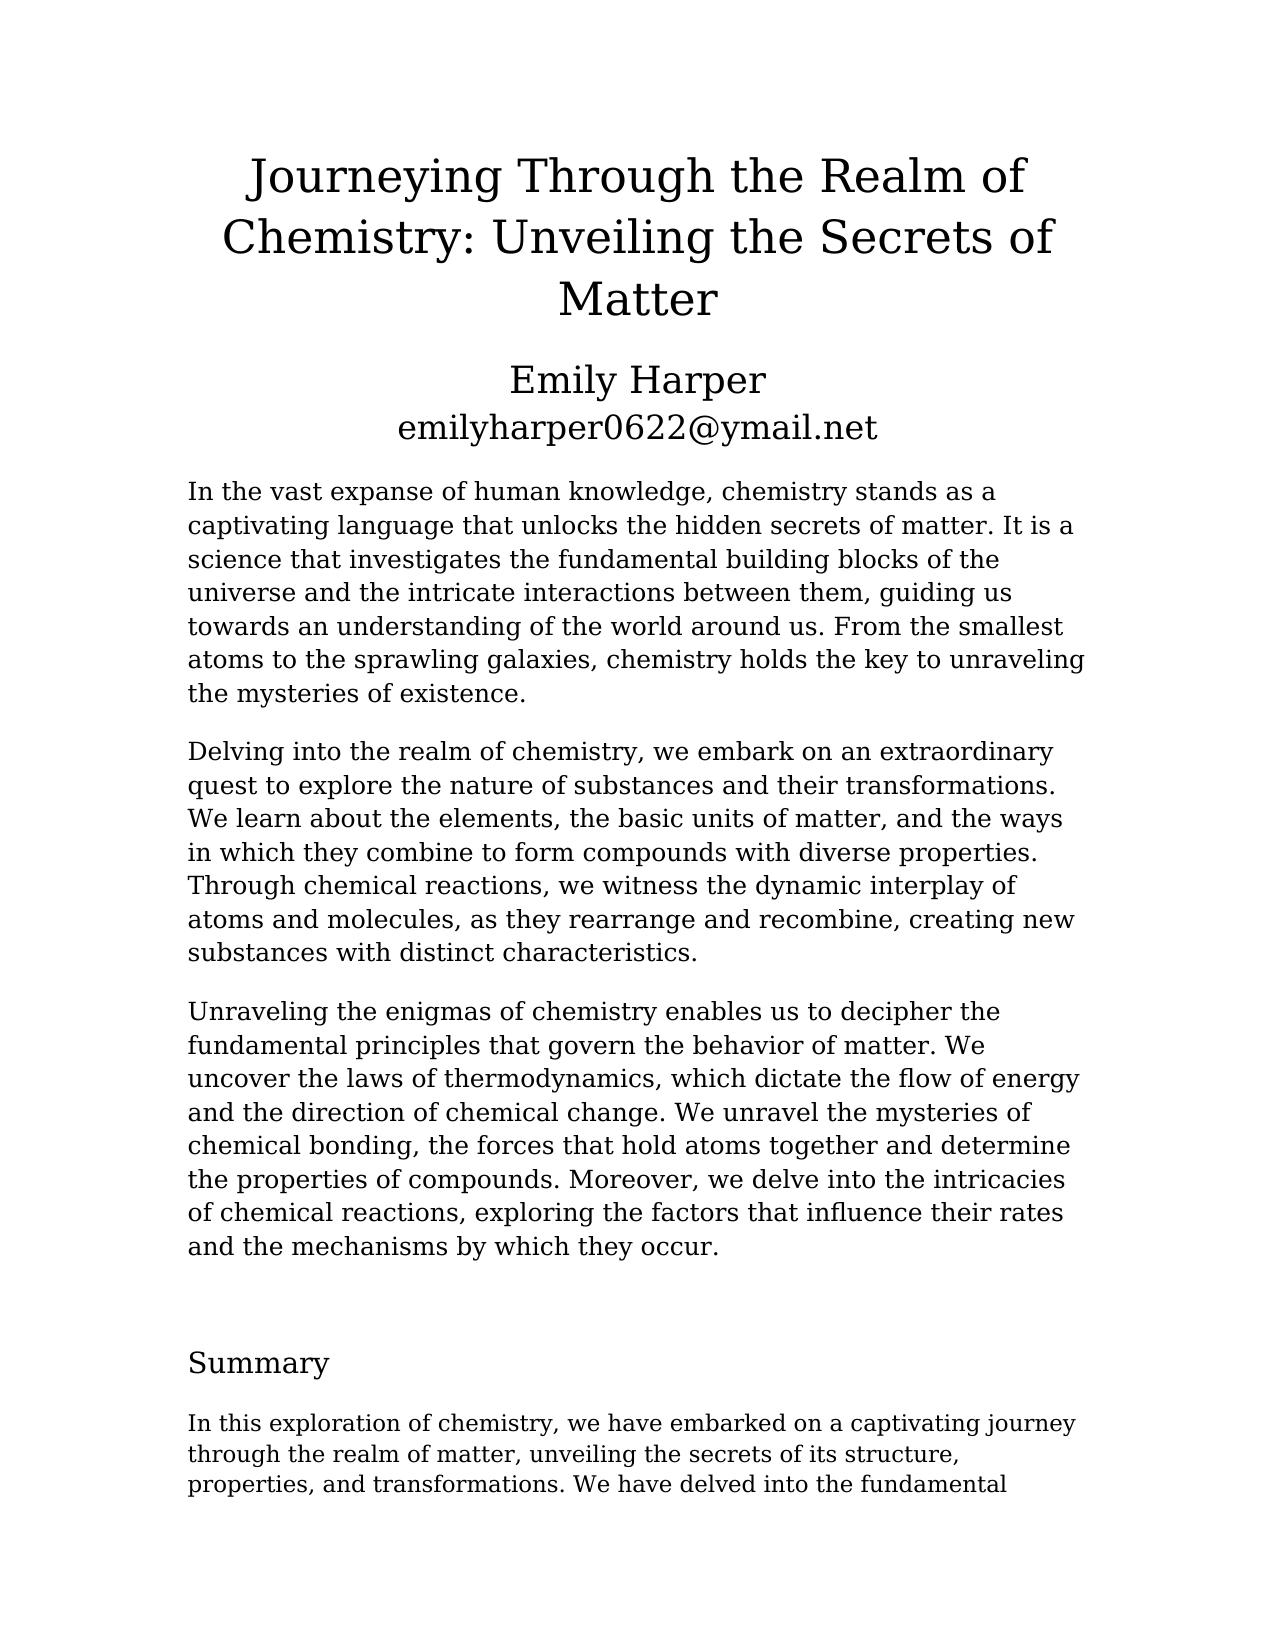 Journeying Through the Realm of
Chemistry: Unveiling the Secrets of
Matter
Emily Harper
emilyharper0622@ymail.net
In the vast expanse of human knowledge, chemistry stands as a
captivating language that unlocks the hidden secrets of matter. It is a
science that investigates the fundamental building blocks of the
universe and the intricate interactions between them, guiding us
towards an understanding of the world around us. From the smallest
atoms to the sprawling galaxies, chemistry holds the key to unraveling
the mysteries of existence.
Delving into the realm of chemistry, we embark on an extraordinary
quest to explore the nature of substances and their transformations.
We learn about the elements, the basic units of matter, and the ways
in which they combine to form compounds with diverse properties.
Through chemical reactions, we witness the dynamic interplay of
atoms and molecules, as they rearrange and recombine, creating new
substances with distinct characteristics.
Unraveling the enigmas of chemistry enables us to decipher the
fundamental principles that govern the behavior of matter. We
uncover the laws of thermodynamics, which dictate the flow of energy
and the direction of chemical change. We unravel the mysteries of
chemical bonding, the forces that hold atoms together and determine
the properties of compounds. Moreover, we delve into the intricacies
of chemical reactions, exploring the factors that influence their rates
and the mechanisms by which they occur.
Summary
In this exploration of chemistry, we have embarked on a captivating journey
through the realm of matter, unveiling the secrets of its structure,
properties, and transformations. We have delved into the fundamental